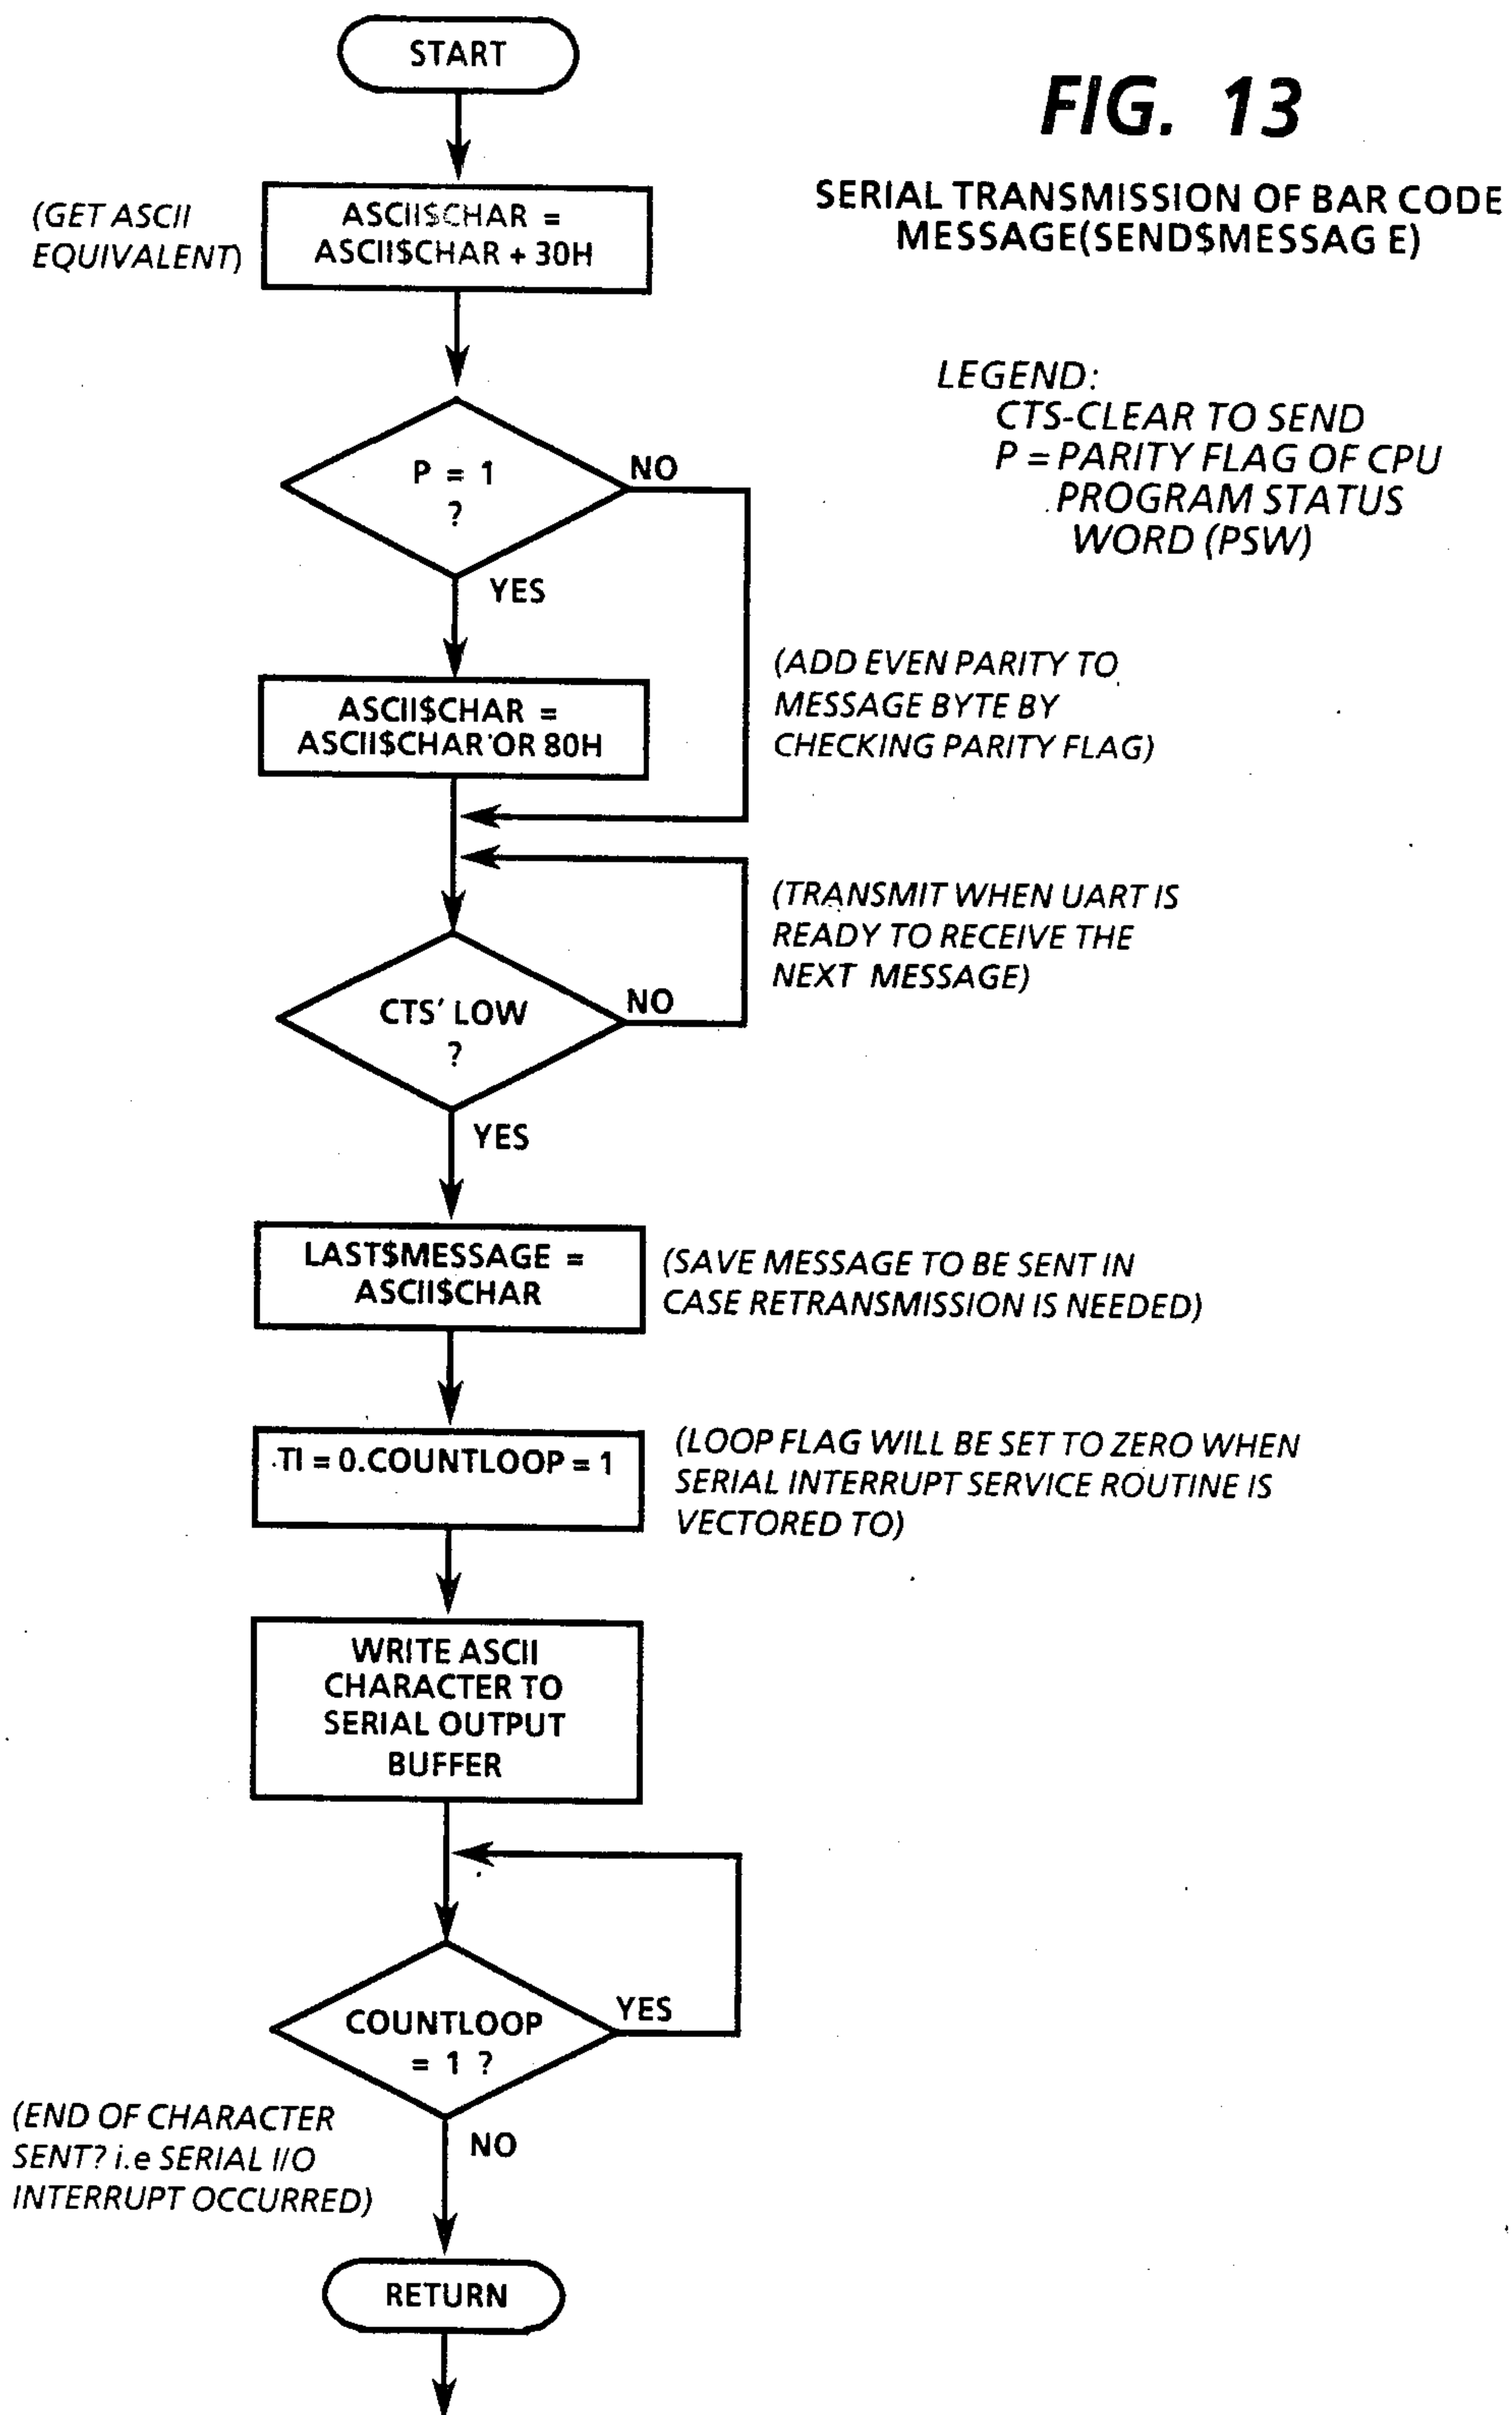 START
FIG. 13
SERIAL TRANSMISSION OF BAR CODE
MESSAGE(SEND$MESSAG E)
(GET ASCII
EQUIVALENT)
ASCII$CHAR =
ASCII$CHAR + 30H
LEGEND:
CTS-CLEAR TO SEND
P = PARITY FLAG OF CPU
PROGRAM STATUS
WORD (PSW)
P = 1
?
NO
YES
(ADD EVEN PARITY TO
MESSAGE BYTE BY
CHECKING PARITY FLAG)
ASCII$CHAR =
ASCII$CHAR OR 80H
(TRANSMIT WHEN UART IS
READY TO RECEIVE THE
NEXT MESSAGE)
CTS' LOW
?
NO
YES
LAST$MESSAGE =
ASCII$CHAR
(SAVE MESSAGE TO BE SENT IN
CASE RETRANSMISSION IS NEEDED)
TI = 0.COUNTLOOP = 1
(LOOP FLAG WILL BE SET TO ZERO WHEN
SERIAL INTERRUPT SERVICE ROUTINE IS
VECTORED TO)
WRITE ASCII
CHARACTER TO
SERIAL OUTPUT
BUFFER
COUNTLOOP
= 1 ?
YES
NO
(END OF CHARACTER
SENT? i.e SERIAL I/O
INTERRUPT OCCURRED)
RETURN